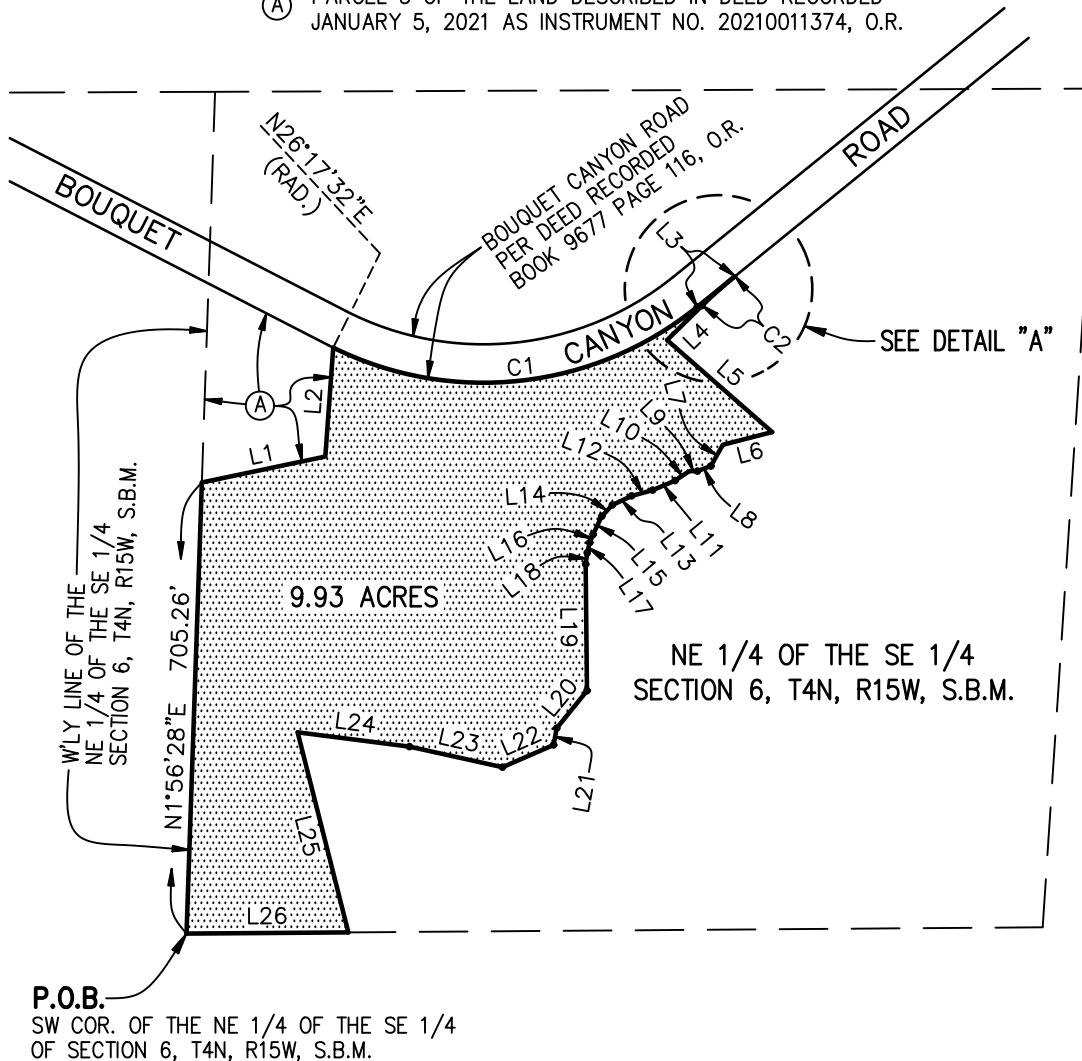 (A) PARCEL 3 OF THE LAND DESCRIBED IN DEED RECORDED
JANUARY 5, 2021 AS INSTRUMENT NO. 20210011374, O.R.
N26°17'32"E
(RAD.)
BOUQUET CANYON ROAD
PER DEED RECORDED
BOOK 9677 PAGE 116, O.R.
BOUQUET
CANYON
ROAD
L3
C2
C1
L4
SEE DETAIL "A"
L5
A
L2
L1
L7
L9
L10
L12
L6
L8
L14
L11
L13
L16
L15
L18
L17
W'LY LINE OF THE
NE 1/4 OF THE SE 1/4
SECTION 6, T4N, R15W, S.B.M.
N1°56'28"E 705.26'
9.93 ACRES
L19
NE 1/4 OF THE SE 1/4
SECTION 6, T4N, R15W, S.B.M.
L20
L24
L23
L22
L21
L25
L26
P.O.B.
SW COR. OF THE NE 1/4 OF THE SE 1/4
OF SECTION 6, T4N, R15W, S.B.M.